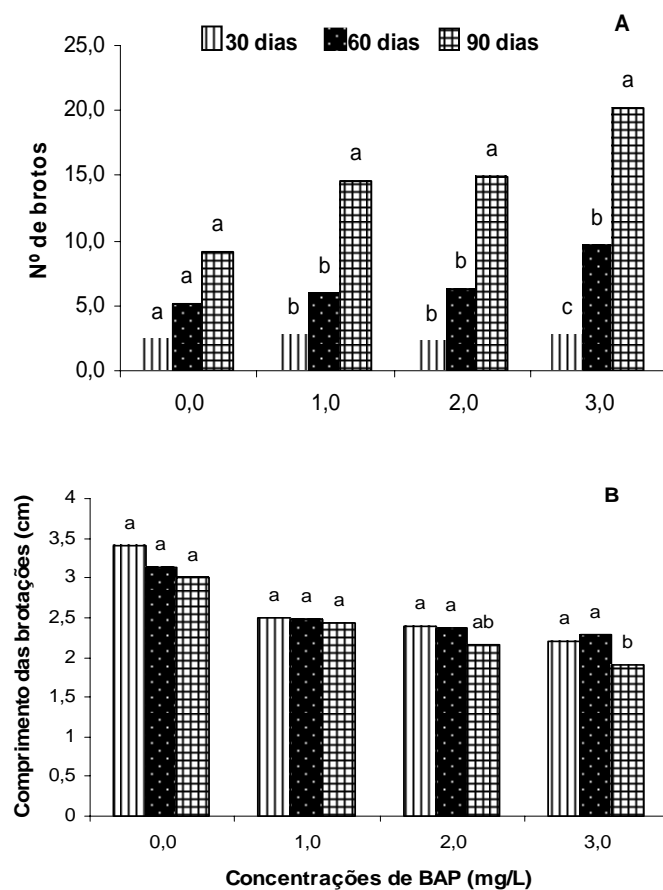 A
30 dias 60 dias 90 dias
25,0
20,0
15,0
10,0
5,0
0,0
Nº de brotos
a a a
b b a
b b a
c b a
0,0 1,0 2,0 3,0
B
4
3,5
3
2,5
2
1,5
1
0,5
0
Comprimento das brotações (cm)
a a a
a a a
a a ab
a a b
0,0 1,0 2,0 3,0
Concentrações de BAP (mg/L)